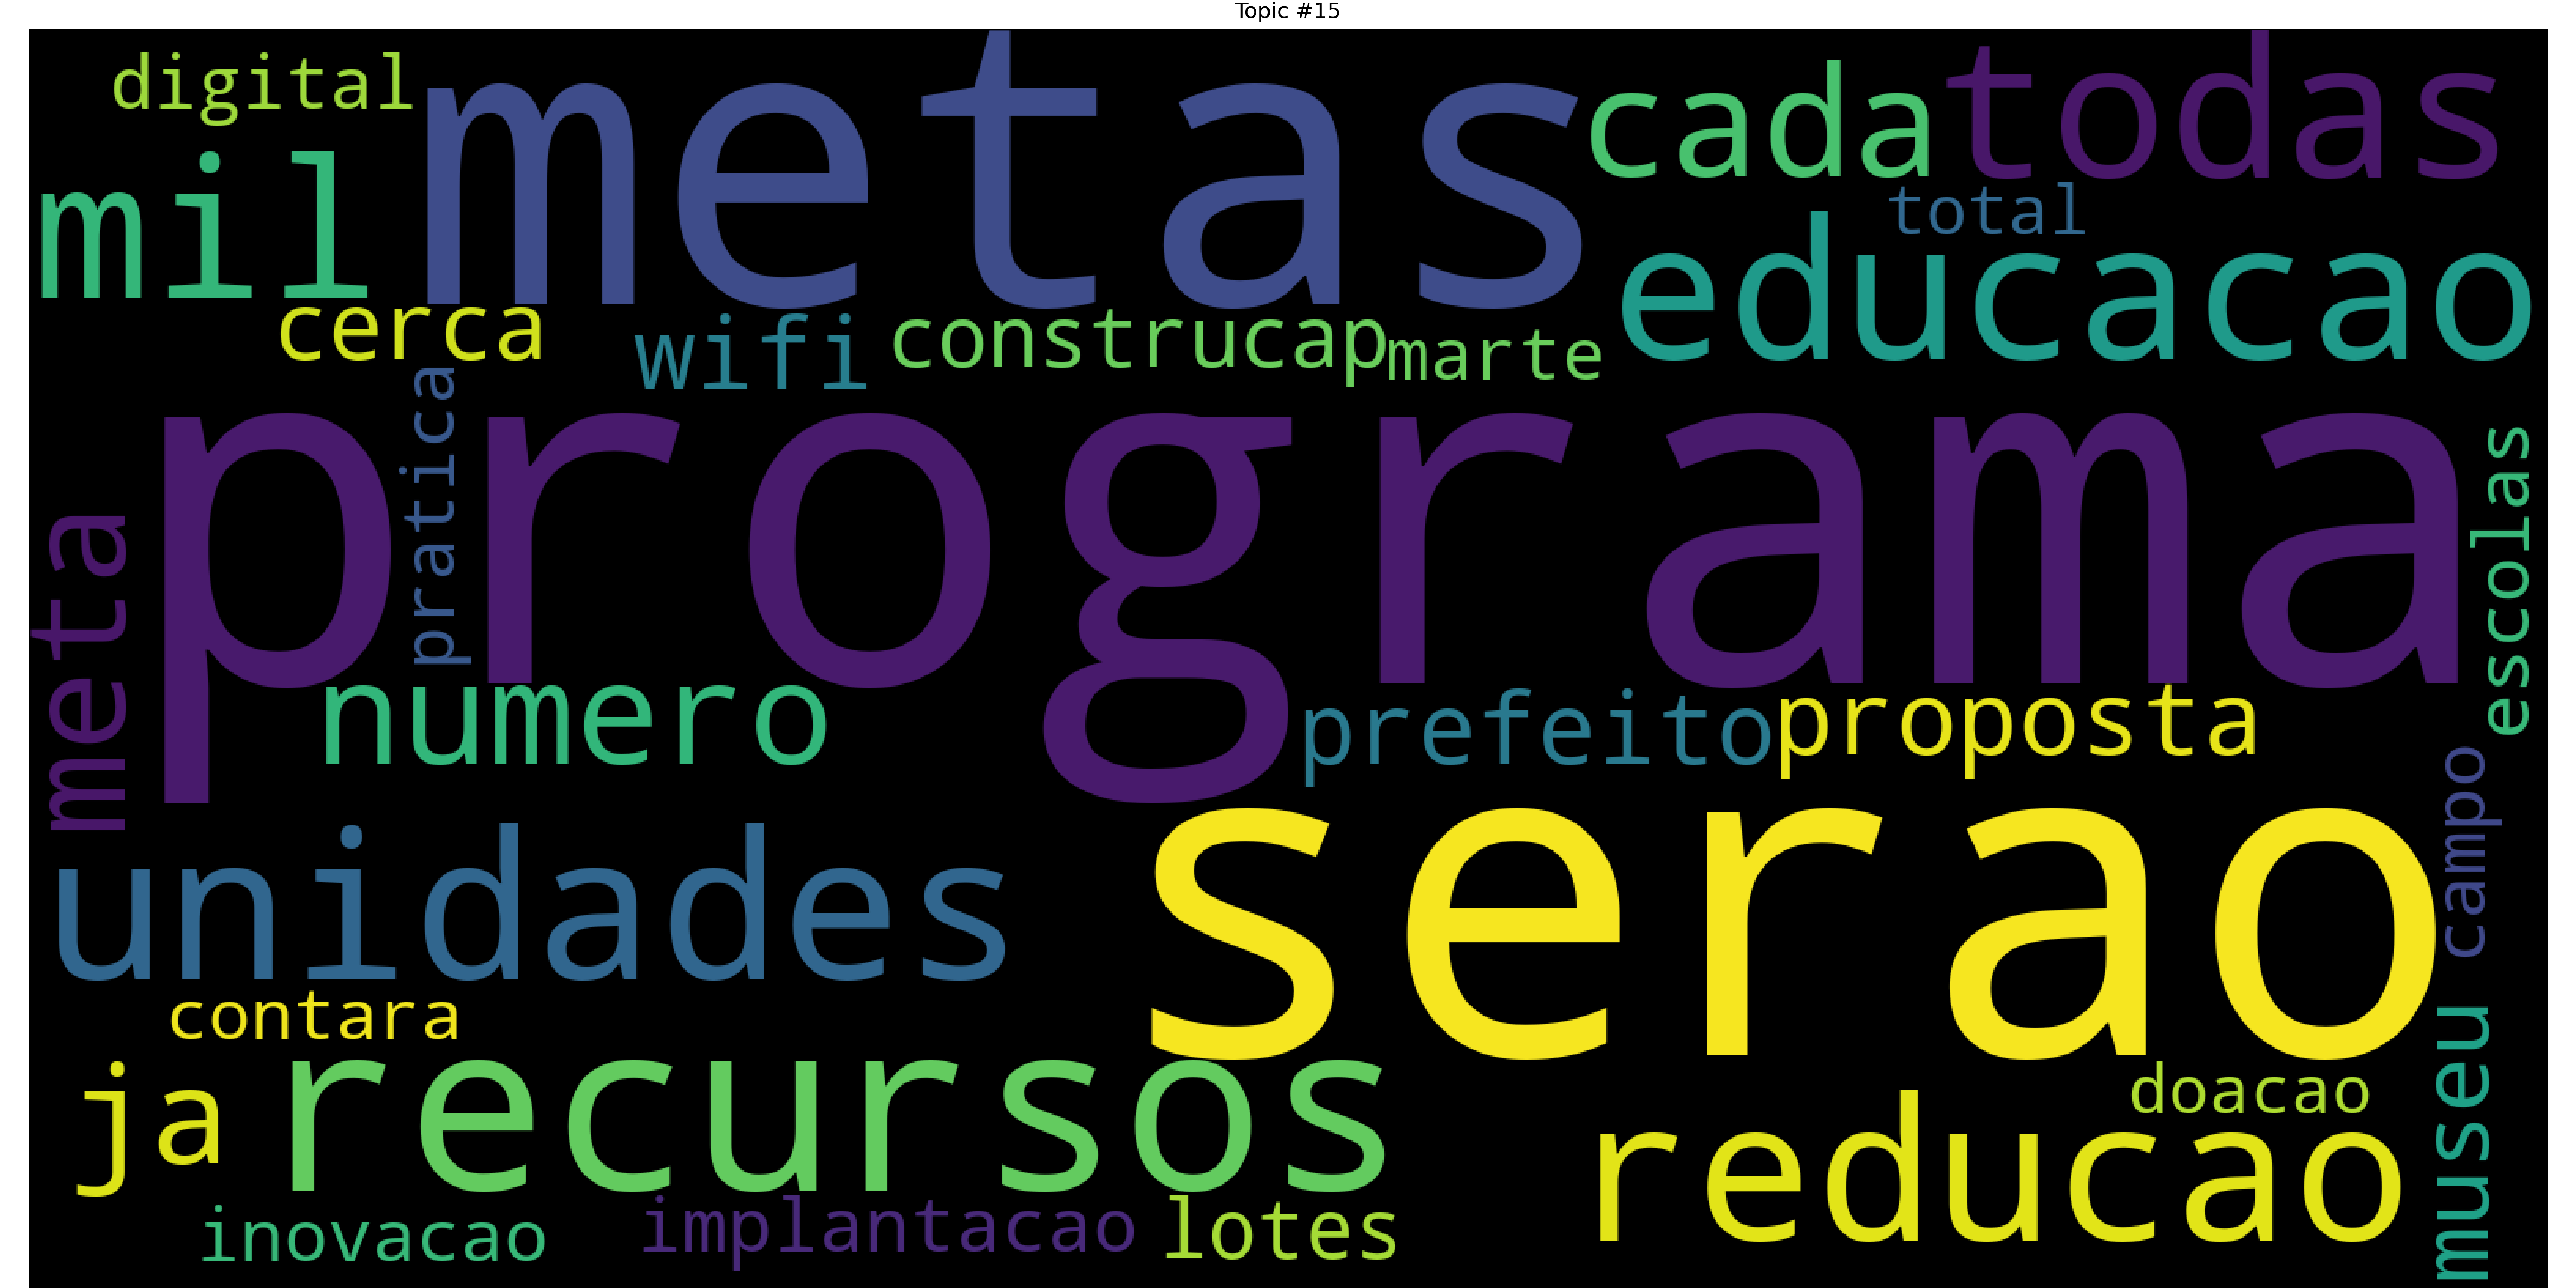 Topic #15
digital
metas
cada
todas
mil
total
educacao
cerca
wifi
construcap
marte
pratica
programa
escolas
meta
numero
prefeito
proposta
campo
unidades
serao
contara
museu
ja
recursos
doacao
reducao
inovacao
implantacao
lotes